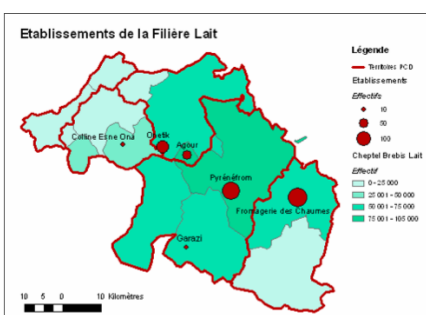 Etablissements de la Filière Lait
Légende
Territoires PCD
Etablissements
Effectifs
10
50
100
Cheptel Brebis Lait
Effectif
0 - 25 000
25 001 - 50 000
50 001 - 75 000
75 001 - 105 000
Colline Esne Ona
Onetik
Agour
Pyrénéfrom
Fromagerie des Chaumes
Garazi
10 5 0 10 Kilomètres